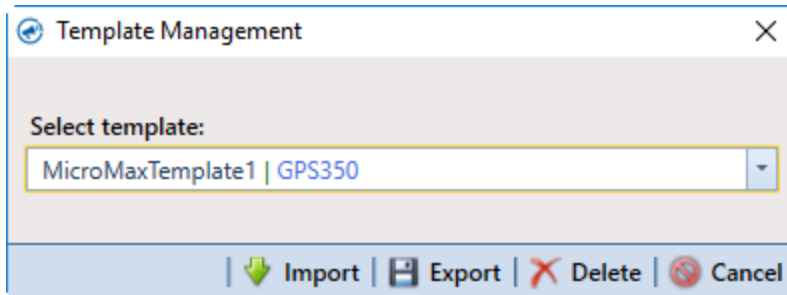 Template Management
Select template:
MicroMaxTemplate1 | GPS350
Import | Export | Delete | Cancel